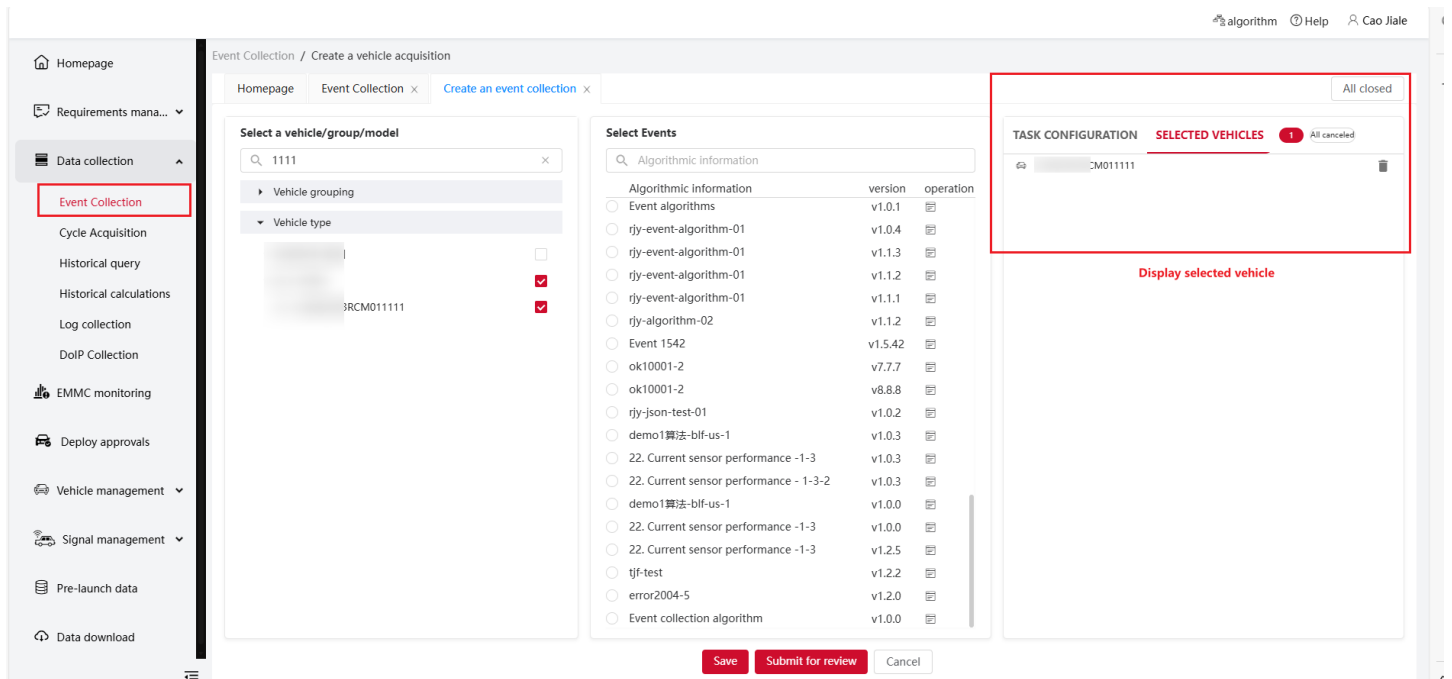 algorithm Help Cao Jiale
Homepage
Requirements mana...
Data collection
Event Collection
Cycle Acquisition
Historical query
Historical calculations
Log collection
DoIP Collection
EMMC monitoring
Deploy approvals
Vehicle management
Signal management
Pre-launch data
Data download
Event Collection / Create a vehicle acquisition
Homepage Event Collection × Create an event collection × All closed
Select a vehicle/group/model
1111 ×
Vehicle grouping
Vehicle type
3RCM011111
Select Events
Algorithmic information
Algorithmic information version operation
Event algorithms v1.0.1
rjy-event-algorithm-01 v1.0.4
rjy-event-algorithm-01 v1.1.3
rjy-event-algorithm-01 v1.1.2
rjy-event-algorithm-01 v1.1.1
rjy-algorithm-02 v1.1.2
Event 1542 v1.5.42
ok10001-2 v7.7.7
ok10001-2 v8.8.8
rjy-json-test-01 v1.0.2
demo1算法-blf-us-1 v1.0.3
22. Current sensor performance -1-3 v1.0.3
22. Current sensor performance - 1-3-2 v1.0.3
demo1算法-blf-us-1 v1.0.0
22. Current sensor performance -1-3 v1.0.0
22. Current sensor performance -1-3 v1.2.5
tjf-test v1.2.2
error2004-5 v1.2.0
Event collection algorithm v1.0.0
TASK CONFIGURATION SELECTED VEHICLES 1 All canceled
CM011111
Display selected vehicle
Save Submit for review Cancel